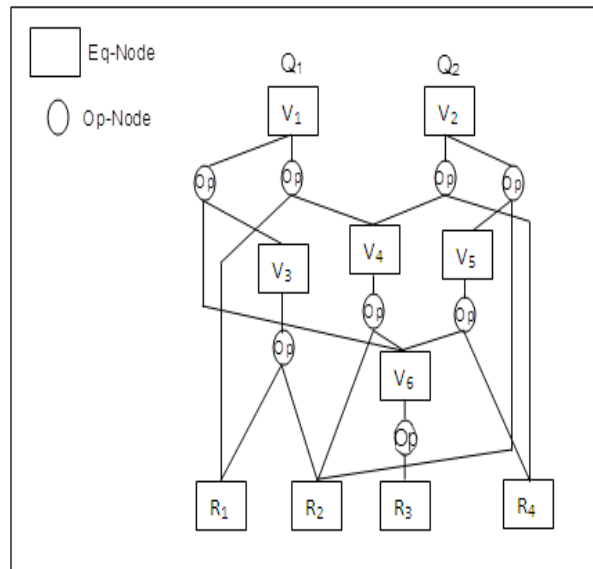 Eq-Node
Op-Node
Q₁ Q₂
V₁ V₂
Op Op Op Op
V₄ V₅
V₃
Op Op
Op
V₆
Op
R₁ R₂ R₃ R₄